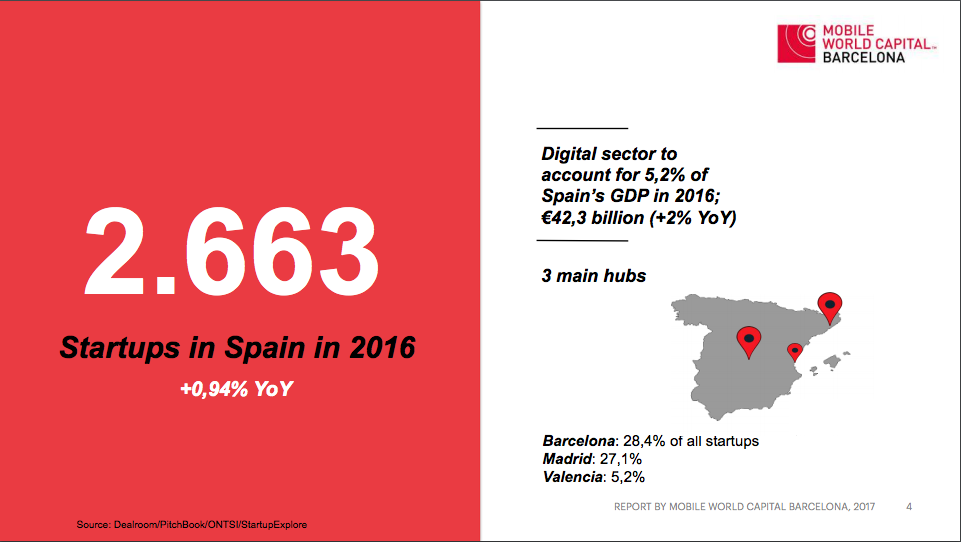 2.663
Startups in Spain in 2016
+0,94% YoY
Source: Dealroom/PitchBook/ONTSI/StartupExplore
MOBILE
WORLD CAPITAL™
BARCELONA
Digital sector to
account for 5,2% of
Spain’s GDP in 2016;
€42,3 billion (+2% YoY)
3 main hubs
Barcelona: 28,4% of all startups
Madrid: 27,1%
Valencia: 5,2%
REPORT BY MOBILE WORLD CAPITAL BARCELONA, 2017 4